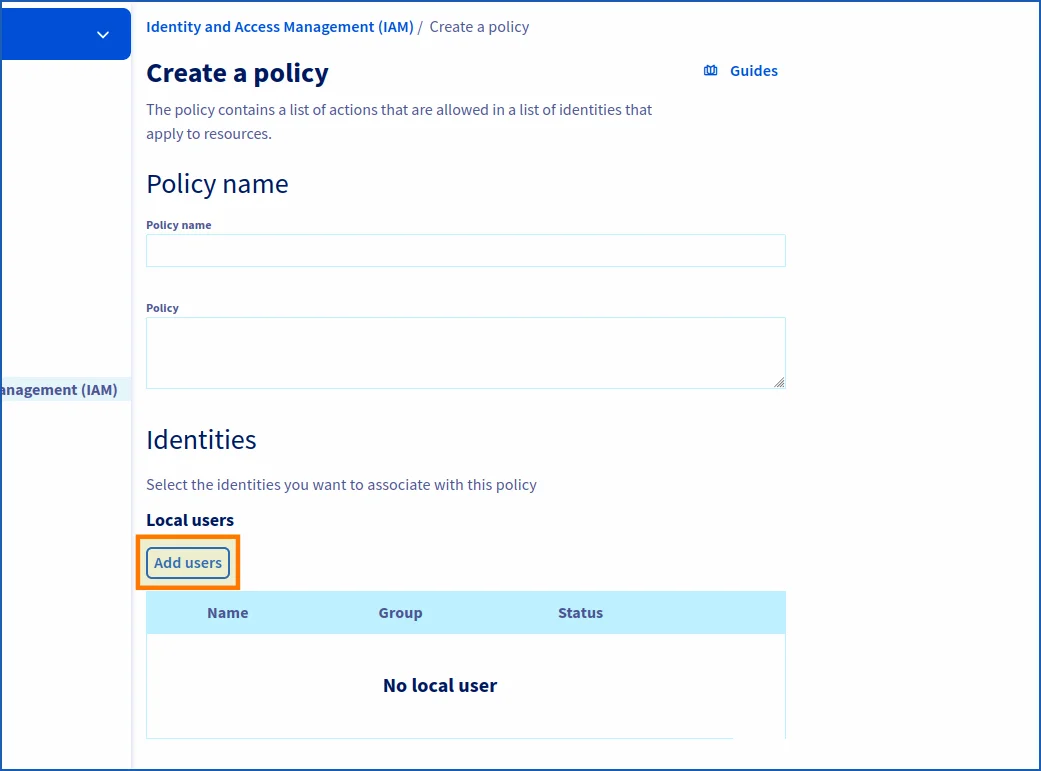 Identity and Access Management (IAM) / Create a policy
Create a policy
Guides
The policy contains a list of actions that are allowed in a list of identities that
apply to resources.
Policy name
Policy name
Policy
anagement (IAM)
Identities
Select the identities you want to associate with this policy
Local users
Add users
Name Group Status
No local user